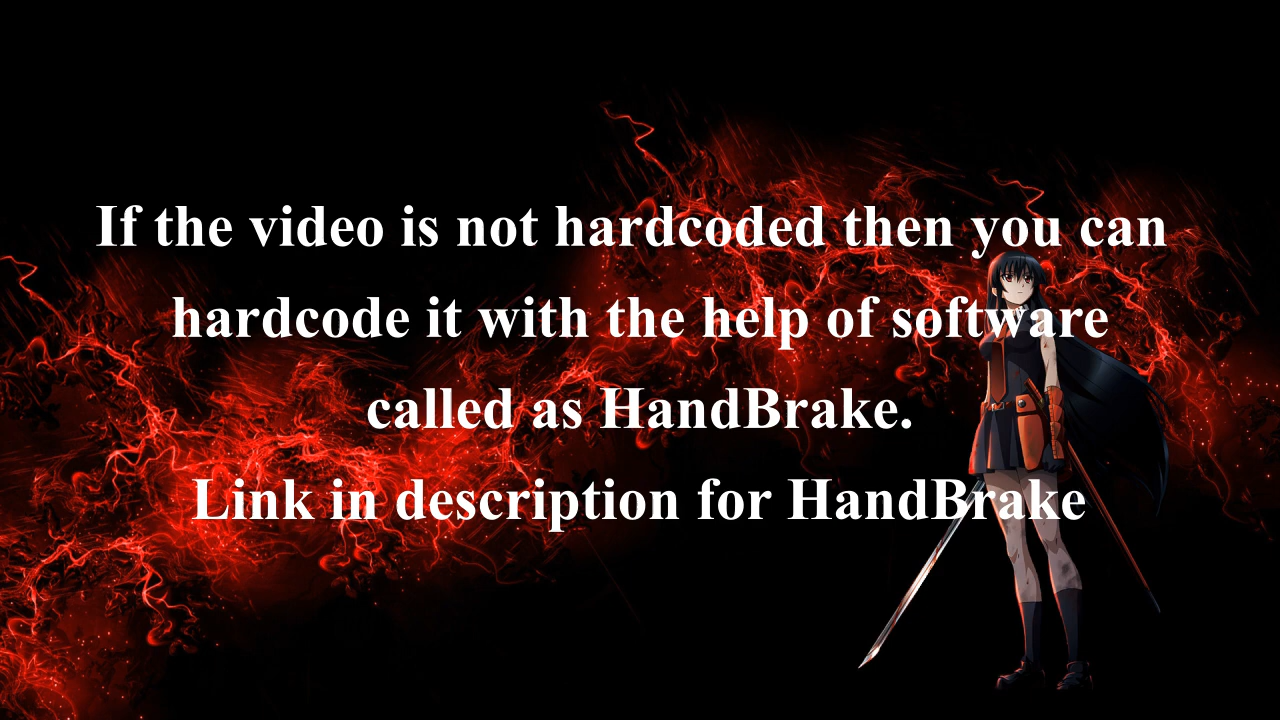 If the video is not hardcoded then you can
hardcode it with the help of software
called as HandBrake.
Link in description for HandBrake